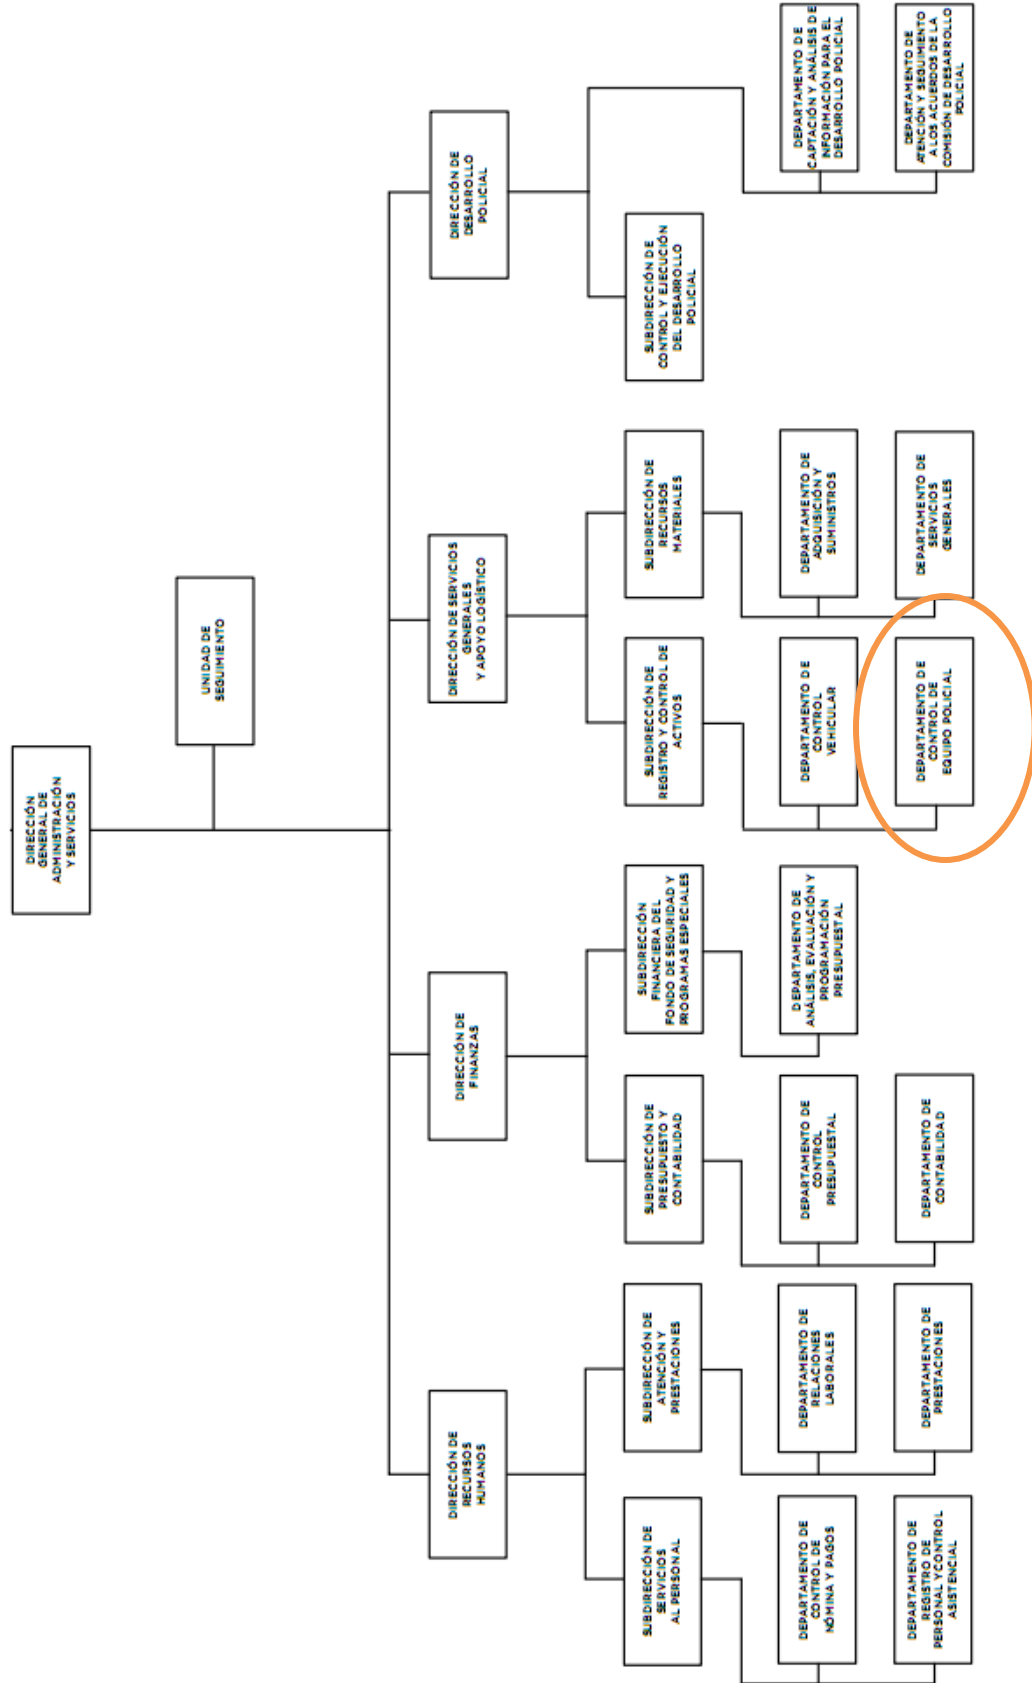 DIRECCIÓN
GENERAL DE
ADMINISTRACIÓN
Y SERVICIOS
UNIDAD DE
SEGUIMIENTO
DIRECCIÓN DE
RECURSOS
HUMANOS
DIRECCIÓN DE
FINANZAS
DIRECCIÓN DE SERVICIOS
GENERALES
Y APOYO LOGÍSTICO
DIRECCIÓN DE
DESARROLLO
POLICIAL
SUBDIRECCIÓN DE
SERVICIOS
AL PERSONAL
SUBDIRECCIÓN DE
ATENCIÓN Y
PRESTACIONES
SUBDIRECCIÓN DE
PRESUPUESTO Y
CONTABILIDAD
SUBDIRECCIÓN
FINANCIERA DEL
FONDO DE SEGURIDAD Y
PROGRAMAS ESPECIALES
SUBDIRECCIÓN DE
REGISTRO Y CONTROL DE
ACTIVOS
SUBDIRECCIÓN DE
RECURSOS
MATERIALES
SUBDIRECCIÓN DE
CONTROL Y EJECUCIÓN
DEL DESARROLLO
POLICIAL
DEPARTAMENTO DE
CONTROL DE
NÓMINA Y PAGOS
DEPARTAMENTO DE
RELACIONES
LABORALES
DEPARTAMENTO DE
CONTROL
PRESUPUESTAL
DEPARTAMENTO DE
ANÁLISIS, EVALUACIÓN Y
PROGRAMACIÓN
PRESUPUESTAL
DEPARTAMENTO DE
CONTROL
VEHICULAR
DEPARTAMENTO DE
ADQUISICIÓN Y
SUMINISTROS
DEPARTAMENTO DE
CAPTACIÓN Y ANÁLISIS DE
INFORMACIÓN PARA EL
DESARROLLO POLICIAL
DEPARTAMENTO DE
REGISTRO DE
PERSONAL Y CONTROL
ASISTENCIAL
DEPARTAMENTO DE
PRESTACIONES
DEPARTAMENTO DE
CONTABILIDAD
DEPARTAMENTO DE
CONTROL DE
EQUIPO POLICIAL
DEPARTAMENTO DE
SERVICIOS
GENERALES
DEPARTAMENTO DE
ATENCIÓN Y SEGUIMIENTO
A LOS ACUERDOS DE LA
COMISIÓN DE DESARROLLO
POLICIAL